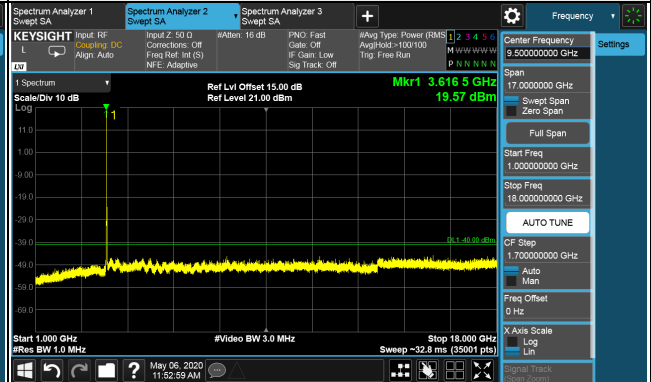 Spectrum Analyzer 1
Swept SA
Spectrum Analyzer 2
Swept SA
Spectrum Analyzer 3
Swept SA
Frequency
KEYSIGHT
L
LXI
Input: RF
Coupling: DC
Align: Auto
Input Z: 50 Ω
Corrections: Off
Freq Ref: Int (S)
NFE: Adaptive
#Atten: 16 dB
PNO: Fast
Gate: Off
IF Gain: Low
Sig Track: Off
#Avg Type: Power (RMS
Avg|Hold:>100/100
Trig: Free Run
1 2 3 4 5 6
M W W W W W
P N N N N N
1 Spectrum
Scale/Div 10 dB
Ref Lvl Offset 15.00 dB
Ref Level 21.00 dBm
Mkr1 3.616 5 GHz
19.57 dBm
Log
1
11.0
1.00
-9.00
-19.0
-29.0
-39.0
-49.0
-59.0
-69.0
DL1 -40.00 dBm
Start 1.000 GHz
#Res BW 1.0 MHz
#Video BW 3.0 MHz
Stop 18.000 GHz
Sweep ~32.8 ms (35001 pts)
May 06, 2020
11:52:59 AM
?
Center Frequency
9.500000000 GHz
Settings
Span
17.0000000 GHz
Swept Span
Zero Span
Full Span
Start Freq
1.000000000 GHz
Stop Freq
18.000000000 GHz
AUTO TUNE
CF Step
1.700000000 GHz
Auto
Man
Freq Offset
0 Hz
X Axis Scale
Log
Lin
Signal Track
(Span Zoom)